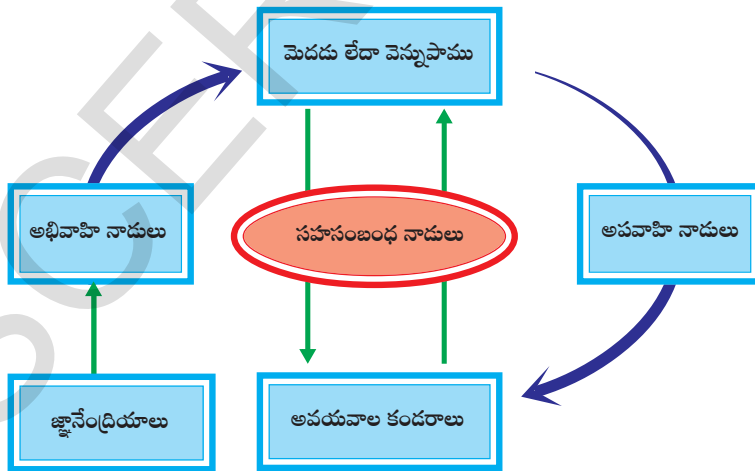 మెదడు లేదా వెన్నుపాము
అభివాహి నాడులు
సహసంబంధ నాడులు
అపవాహి నాడులు
జ్ఞానేంద్రియాలు
అవయవాల కండరాలు